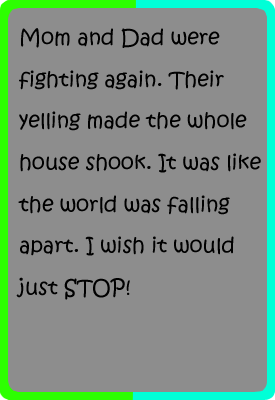 Mom and Dad were
fighting again. Their
yelling made the whole
house shook. It was like
the world was falling
apart. I wish it would
just STOP!